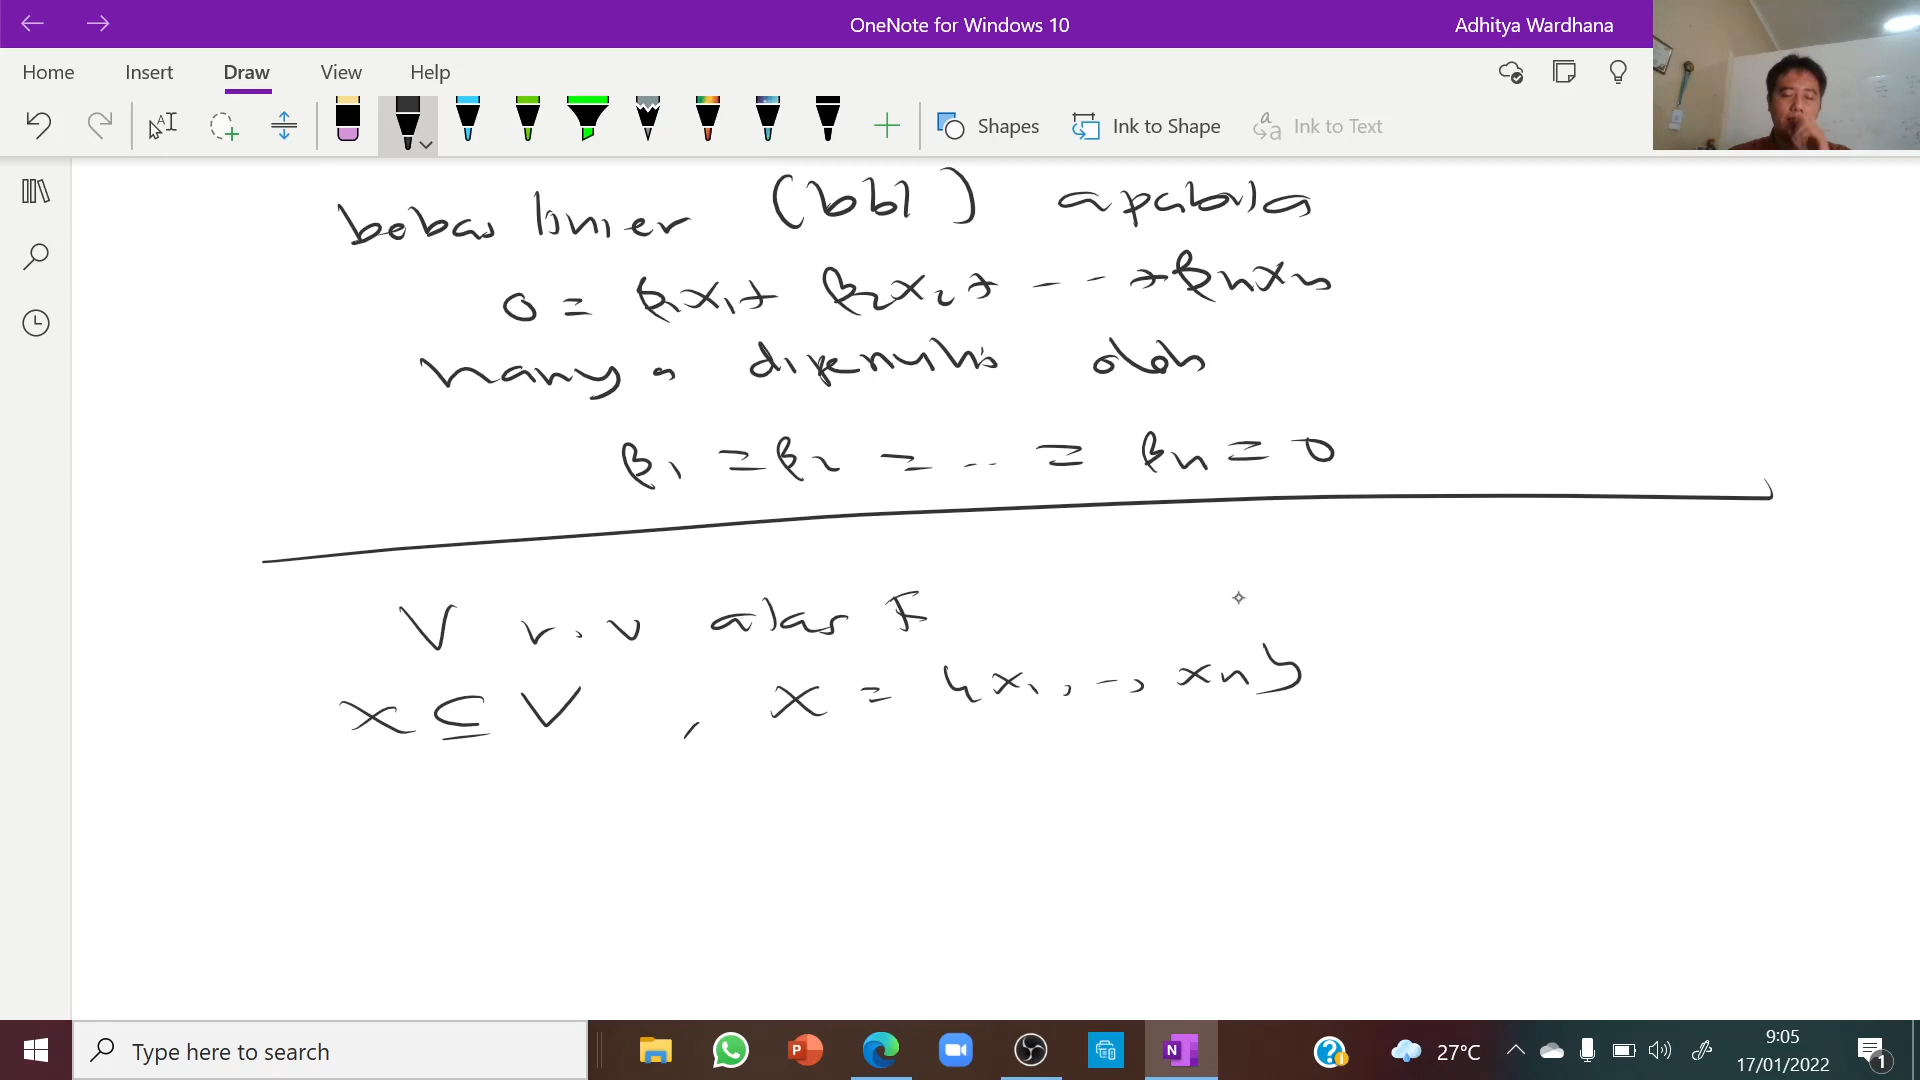 OneNote for Windows 10
Adhitya Wardhana
Home Insert Draw View Help
Shapes Ink to Shape Ink to Text
bebas linier (bbl) apabila
0 = β₁x₁ + β₂x₂ + -- + βₙxₙ
hanya dipenuhi oleh
β₁ = β₂ = .. = βₙ = 0
V r.v atas F
X ⊆ V , X = {x₁, .., xₙ}
Type here to search
27°C
9:05
17/01/2022
1